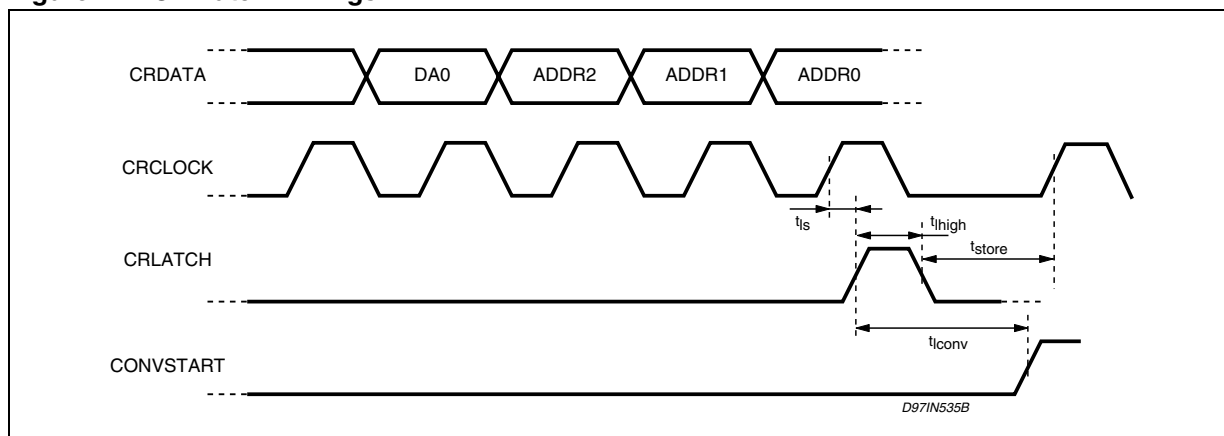 CRDATA
DA0
ADDR2
ADDR1
ADDR0
CRCLOCK
tls
tlhigh
tstore
CRLATCH
tlconv
CONVSTART
D97IN535B